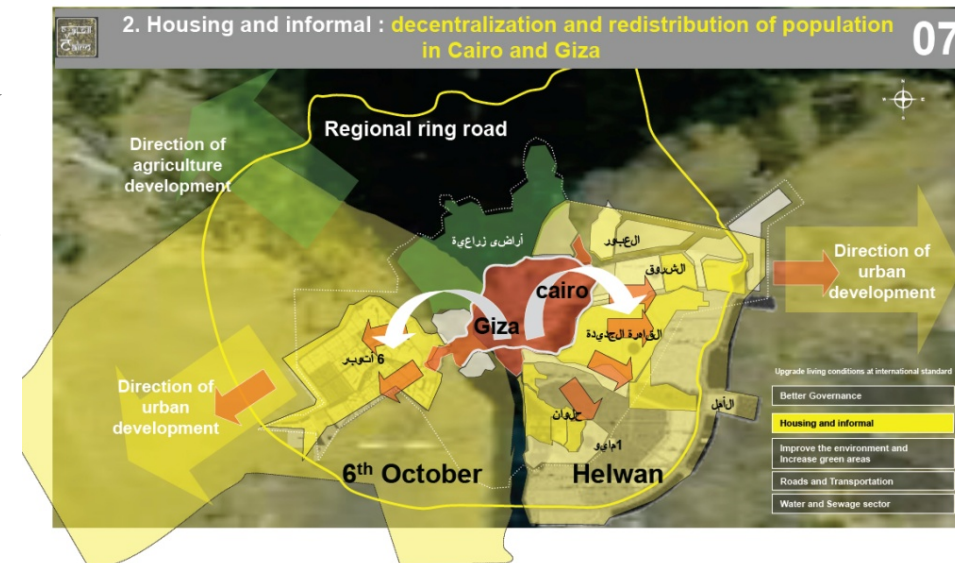 2. Housing and informal : decentralization and redistribution of population
in Cairo and Giza
07
Regional ring road
Direction of
agriculture
development
أراضى زراعية
العبور
الشروق
cairo
Giza
القاهرة الجديدة
6 أكتوبر
Direction of
urban
development
Direction of
urban
development
حلوان
الأمل
6th October
Helwan
Upgrade living conditions at international standard
Better Governance
Housing and informal
Improve the environment and
Increase green areas
Roads and Transportation
Water and Sewage sector